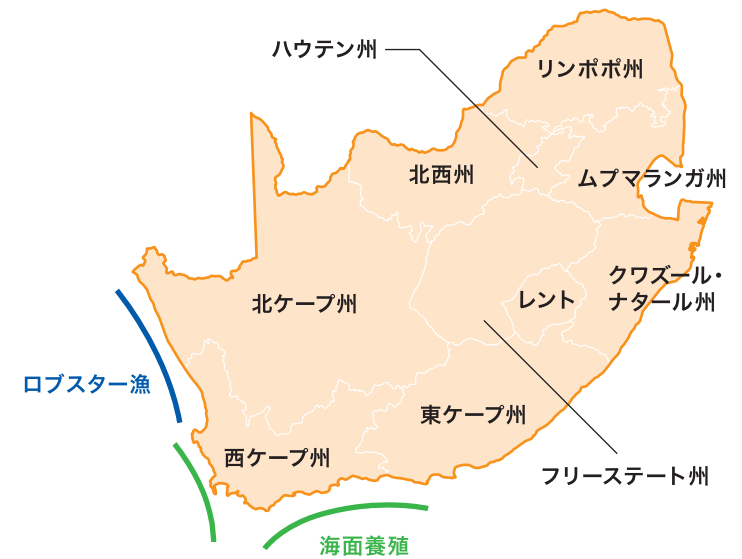 ハウテン州
リンポポ州
北西州
ムプマランガ州
クワズール・
ナタール州
レント
北ケープ州
ロブスター漁
東ケープ州
西ケープ州
フリーステート州
海面養殖